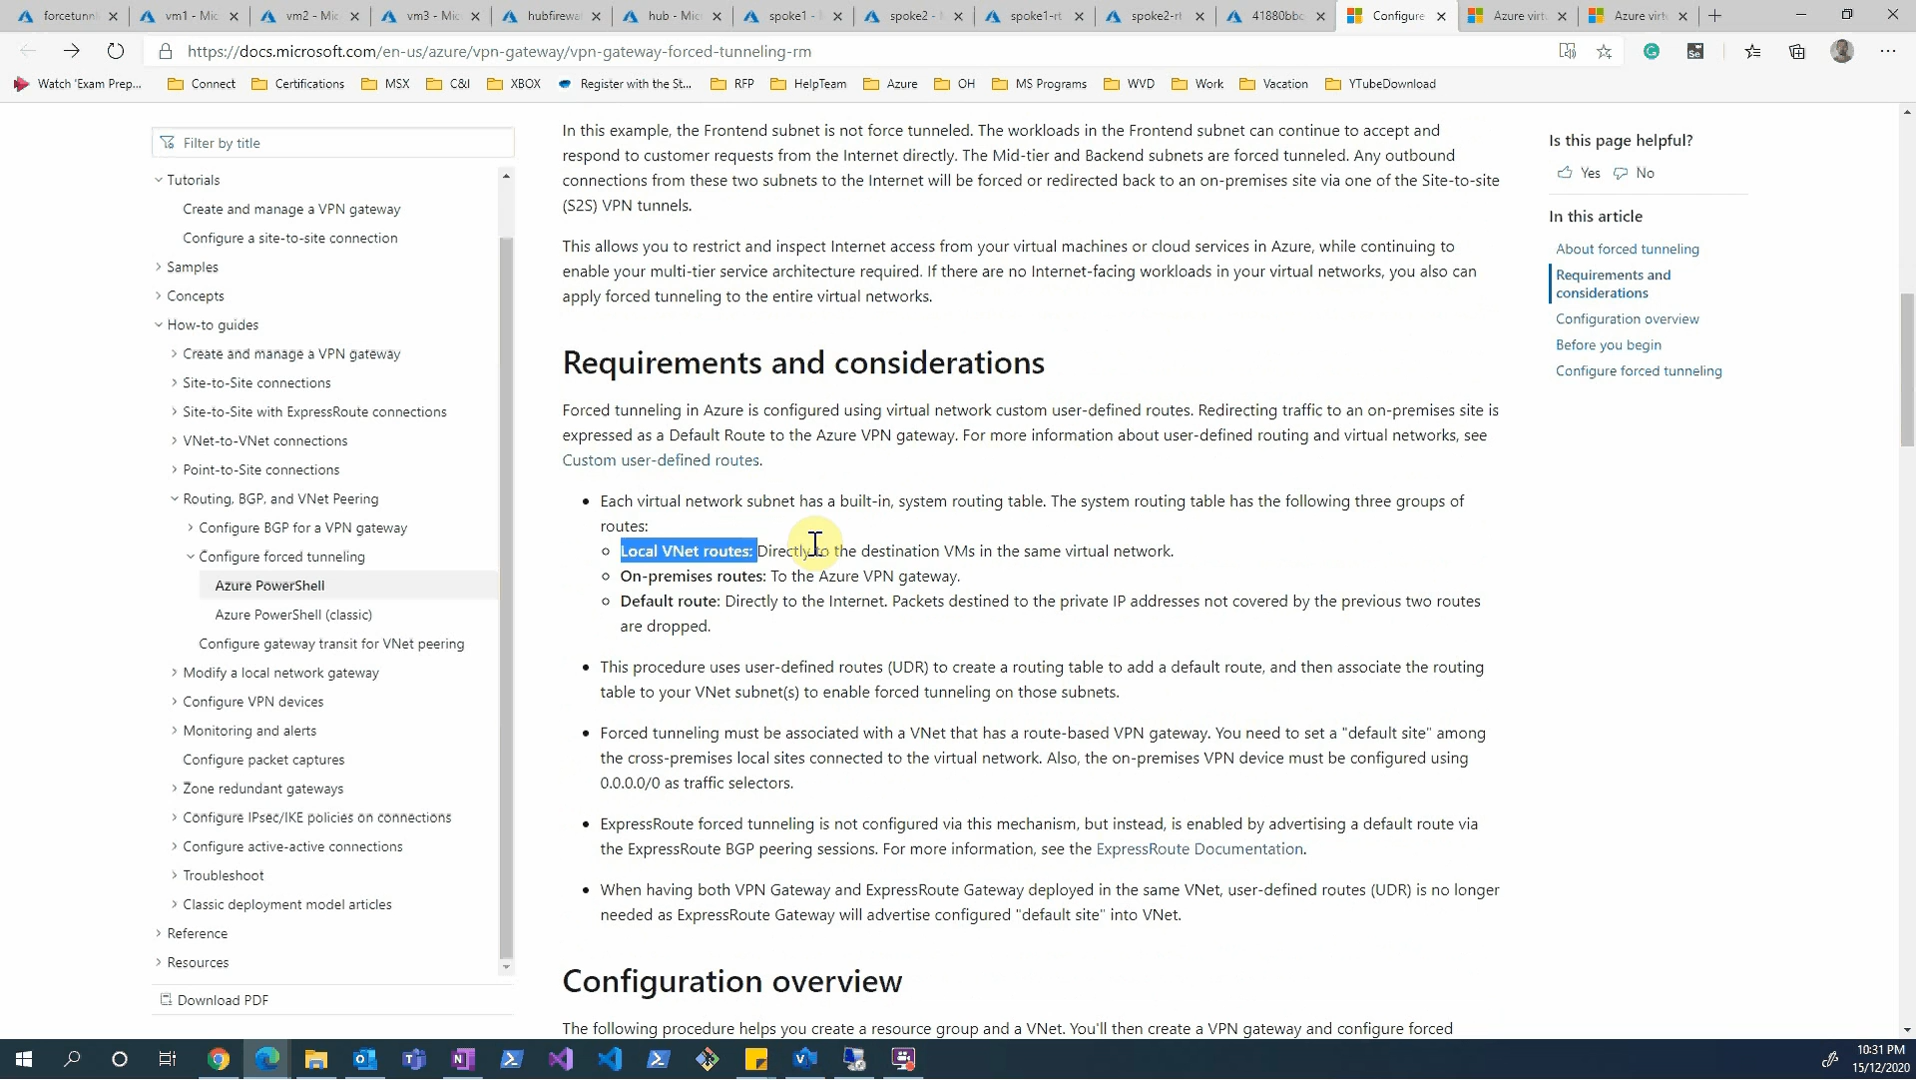 forcetunn
vm1 - Mic
vm2 - Mic
vm3 - Mic
hubfirewa
hub - Mic
spoke1 -
spoke2 - M
spoke1-rt
spoke2-rt
41880bbc
Configure
Azure virt
Azure virt
https://docs.microsoft.com/en-us/azure/vpn-gateway/vpn-gateway-forced-tunneling-rm
Watch 'Exam Prep...
Connect
Certifications
MSX
C&I
XBOX
Register with the St...
RFP
HelpTeam
Azure
OH
MS Programs
WVD
Work
Vacation
YTubeDownload
Filter by title
Tutorials
Create and manage a VPN gateway
Configure a site-to-site connection
Samples
Concepts
How-to guides
Create and manage a VPN gateway
Site-to-Site connections
Site-to-Site with ExpressRoute connections
VNet-to-VNet connections
Point-to-Site connections
Routing, BGP, and VNet Peering
Configure BGP for a VPN gateway
Configure forced tunneling
Azure PowerShell
Azure PowerShell (classic)
Configure gateway transit for VNet peering
Modify a local network gateway
Configure VPN devices
Monitoring and alerts
Configure packet captures
Zone redundant gateways
Configure IPsec/IKE policies on connections
Configure active-active connections
Troubleshoot
Classic deployment model articles
Reference
Resources
Download PDF
In this example, the Frontend subnet is not force tunneled. The workloads in the Frontend subnet can continue to accept and
respond to customer requests from the Internet directly. The Mid-tier and Backend subnets are forced tunneled. Any outbound
connections from these two subnets to the Internet will be forced or redirected back to an on-premises site via one of the Site-to-site
(S2S) VPN tunnels.
This allows you to restrict and inspect Internet access from your virtual machines or cloud services in Azure, while continuing to
enable your multi-tier service architecture required. If there are no Internet-facing workloads in your virtual networks, you also can
apply forced tunneling to the entire virtual networks.
Requirements and considerations
Forced tunneling in Azure is configured using virtual network custom user-defined routes. Redirecting traffic to an on-premises site is
expressed as a Default Route to the Azure VPN gateway. For more information about user-defined routing and virtual networks, see
Custom user-defined routes.
• Each virtual network subnet has a built-in, system routing table. The system routing table has the following three groups of
routes:
Local VNet routes: Directly to the destination VMs in the same virtual network.
On-premises routes: To the Azure VPN gateway.
Default route: Directly to the Internet. Packets destined to the private IP addresses not covered by the previous two routes
are dropped.
• This procedure uses user-defined routes (UDR) to create a routing table to add a default route, and then associate the routing
table to your VNet subnet(s) to enable forced tunneling on those subnets.
• Forced tunneling must be associated with a VNet that has a route-based VPN gateway. You need to set a "default site" among
the cross-premises local sites connected to the virtual network. Also, the on-premises VPN device must be configured using
0.0.0.0/0 as traffic selectors.
• ExpressRoute forced tunneling is not configured via this mechanism, but instead, is enabled by advertising a default route via
the ExpressRoute BGP peering sessions. For more information, see the ExpressRoute Documentation.
• When having both VPN Gateway and ExpressRoute Gateway deployed in the same VNet, user-defined routes (UDR) is no longer
needed as ExpressRoute Gateway will advertise configured "default site" into VNet.
Configuration overview
The following procedure helps you create a resource group and a VNet. You'll then create a VPN gateway and configure forced
Is this page helpful?
Yes
No
In this article
About forced tunneling
Requirements and
considerations
Configuration overview
Before you begin
Configure forced tunneling
10:31 PM
15/12/2020